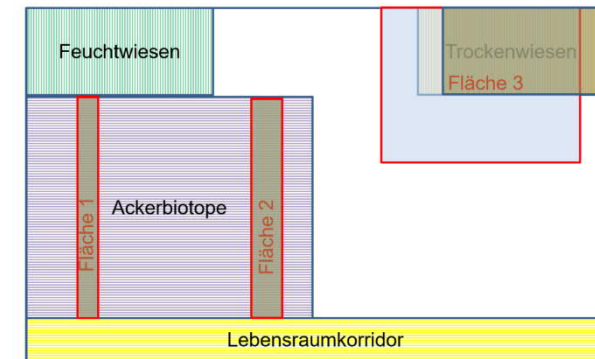 Feuchtwiesen
Trockenwiesen
Fläche 3
Ackerbiotope
Fläche 1
Fläche 2
Lebensraumkorridor